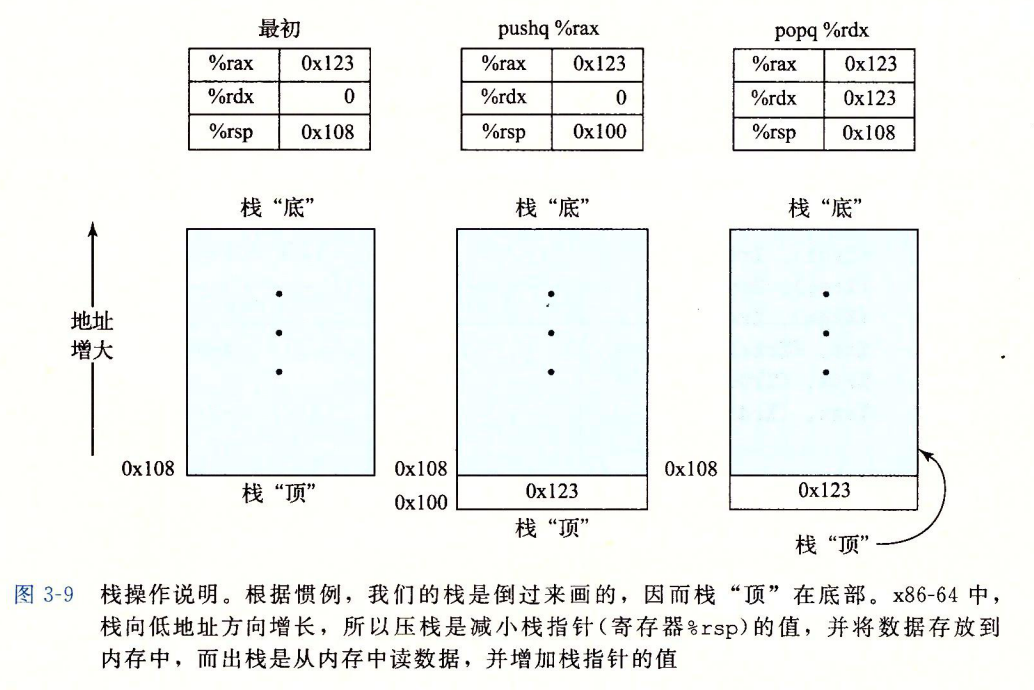 最初
%rax 0x123
%rdx 0
%rsp 0x108
pushq %rax
%rax 0x123
%rdx 0
%rsp 0x100
popq %rdx
%rax 0x123
%rdx 0x123
%rsp 0x108
地址
增大
栈“底”
0x108
栈“顶”
栈“底”
0x108
0x100
0x123
栈“顶”
栈“底”
0x108
0x123
栈“顶”
图 3-9 栈操作说明。根据惯例，我们的栈是倒过来画的，因而栈“顶”在底部。x86-64 中，
栈向低地址方向增长，所以压栈是减小栈指针(寄存器%rsp)的值，并将数据存放到
内存中，而出栈是从内存中读数据，并增加栈指针的值